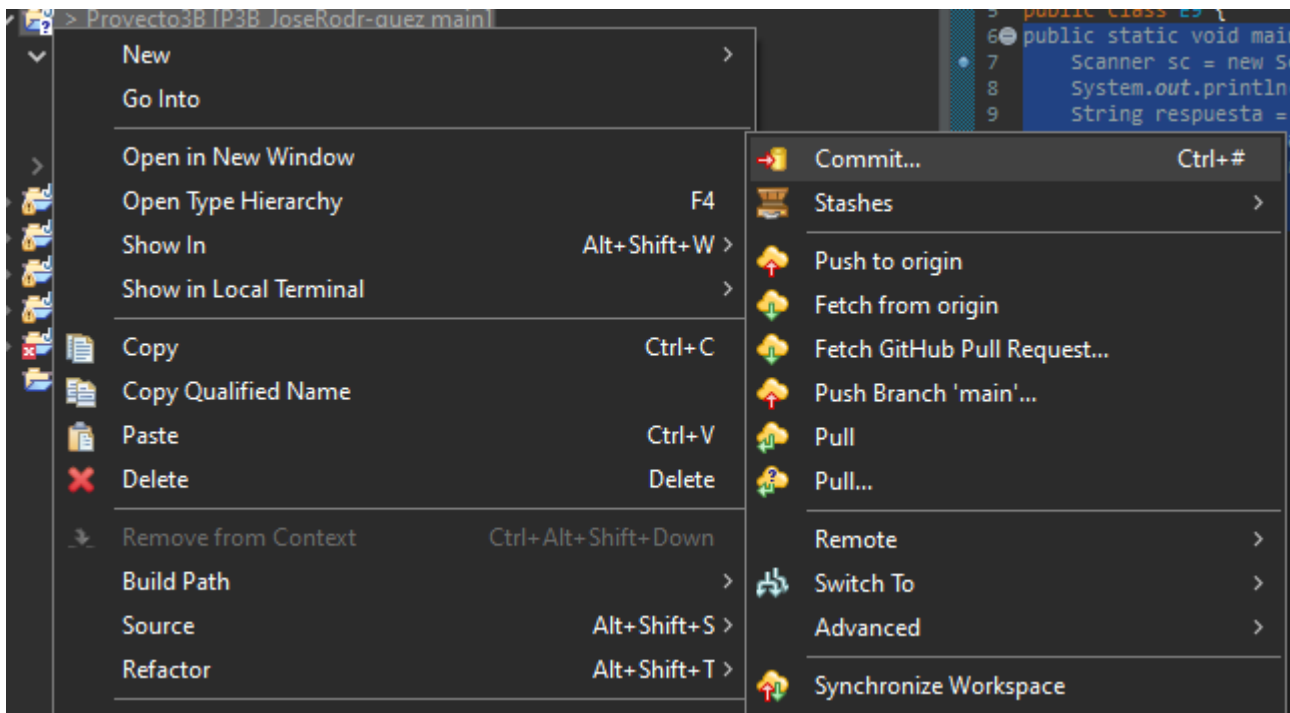 > Proyecto3B [P3B_JoseRodr-guez main]
New >
Go Into
Open in New Window
Open Type Hierarchy F4
Show In Alt+Shift+W >
Show in Local Terminal >
Copy Ctrl+C
Copy Qualified Name
Paste Ctrl+V
Delete Delete
Remove from Context Ctrl+Alt+Shift+Down
Build Path >
Source Alt+Shift+S >
Refactor Alt+Shift+T >
5 public class E9 {
6 public static void main
7 Scanner sc = new Sc
8 System.out.println
9 String respuesta =
Commit... Ctrl+#
Stashes >
Push to origin
Fetch from origin
Fetch GitHub Pull Request...
Push Branch 'main'...
Pull
Pull...
Remote >
Switch To >
Advanced >
Synchronize Workspace